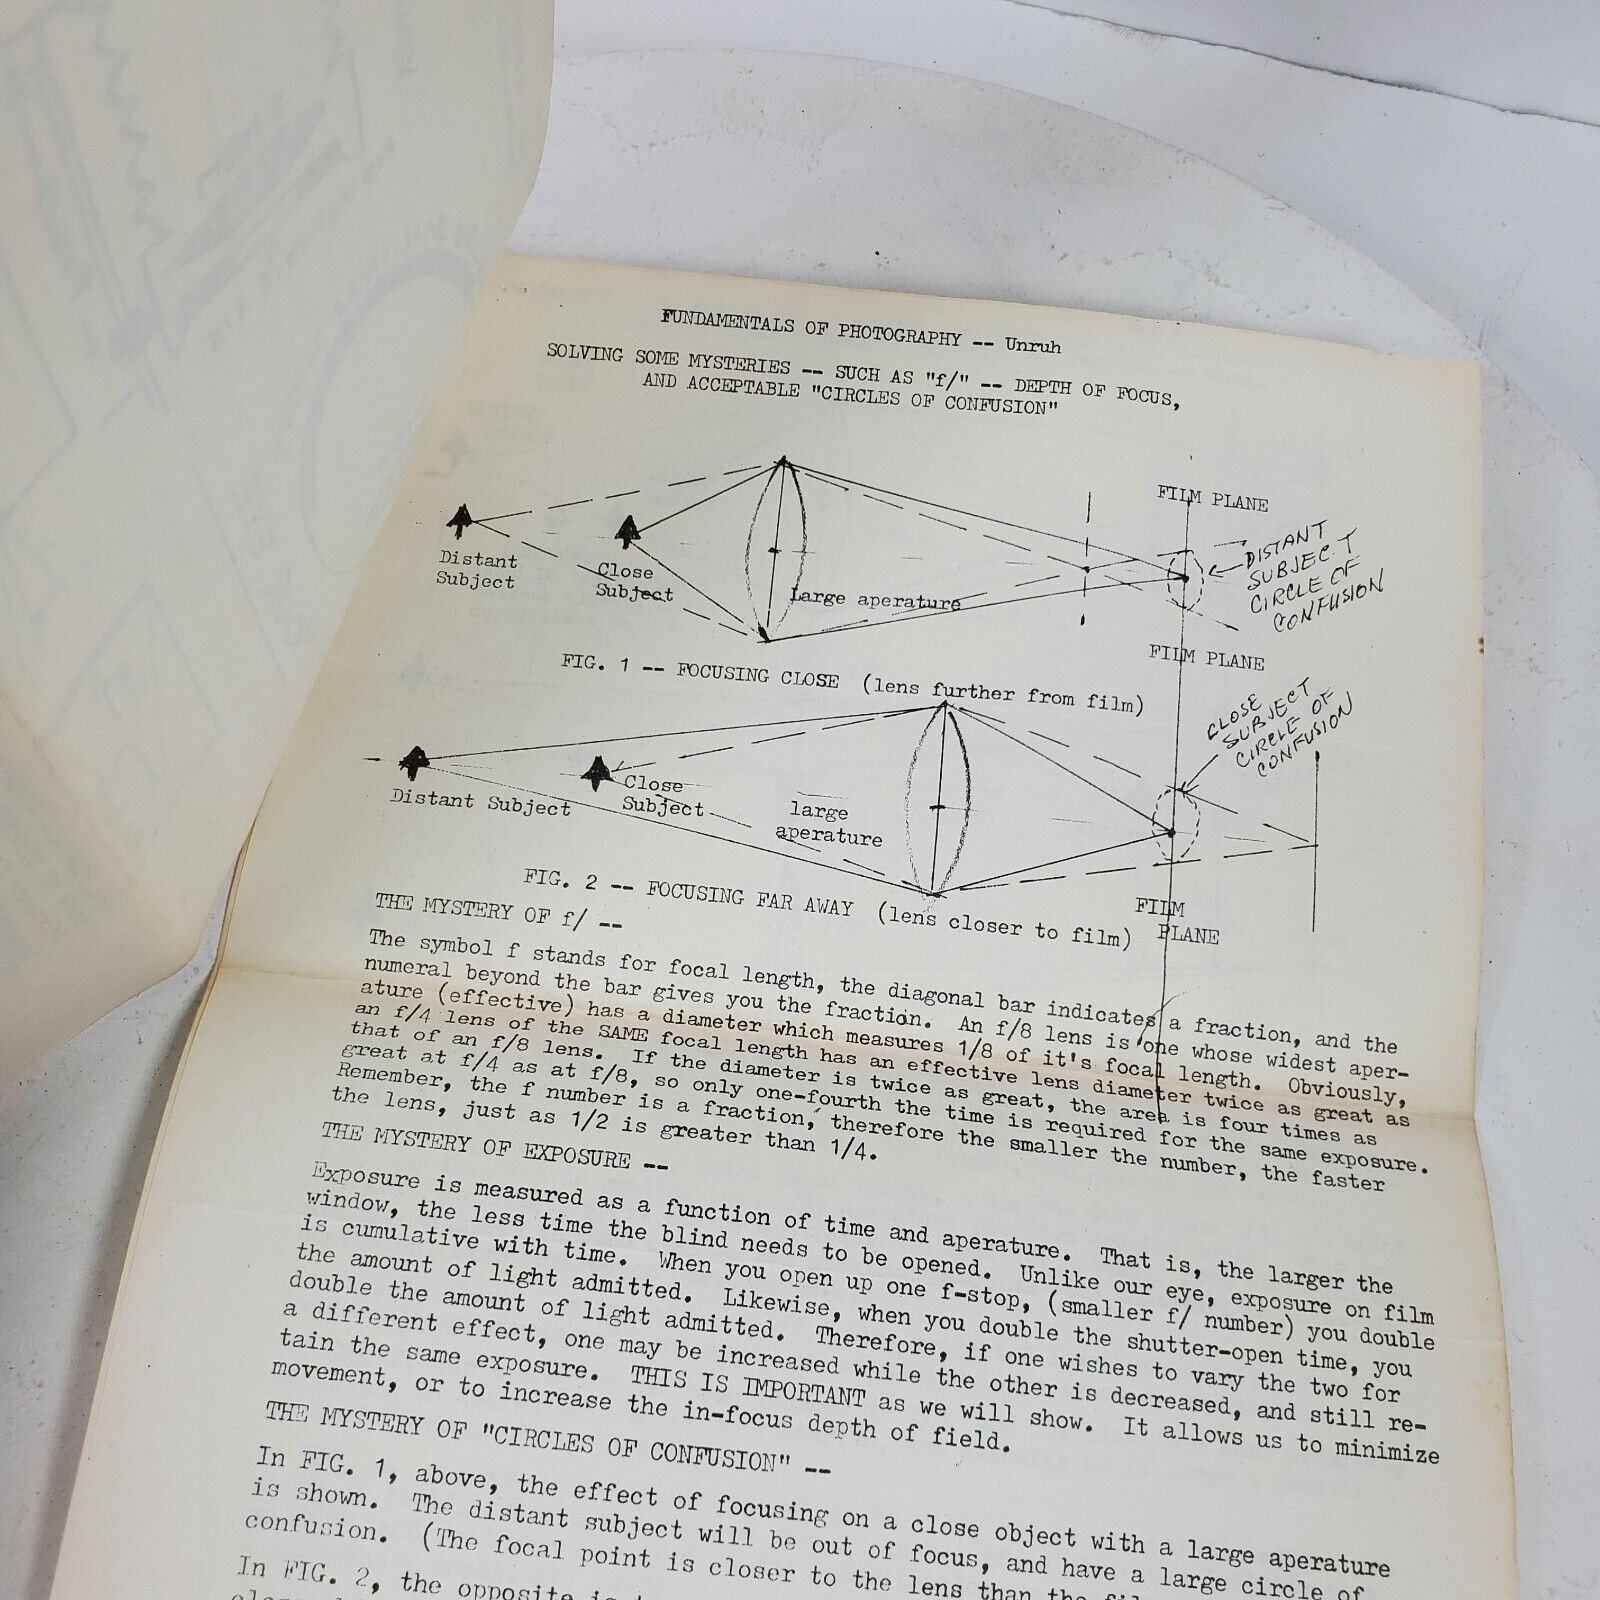 FUNDAMENTALS OF PHOTOGRAPHY -- Unruh
SOLVING SOME MYSTERIES -- SUCH AS "f/" -- DEPTH OF FOCUS,
AND ACCEPTABLE "CIRCLES OF CONFUSION"
FILM PLANE
DISTANT
SUBJECT
CIRCLE OF
CONFUSION
Distant
Subject
Close
Subject
Large aperature
FILM PLANE
FIG. 1 -- FOCUSING CLOSE (lens further from film)
CLOSE
SUBJECT
CIRCLE OF
CONFUSION
Distant Subject
Close
Subject
large
aperature
FILM
PLANE
FIG. 2 -- FOCUSING FAR AWAY (lens closer to film)
THE MYSTERY OF f/ --
The symbol f stands for focal length, the diagonal bar indicates a fraction, and the
numeral beyond the bar gives you the fraction. An f/8 lens is one whose widest aper-
ature (effective) has a diameter which measures 1/8 of it's focal length. Obviously,
an f/4 lens of the SAME focal length has an effective lens diameter twice as great as
that of an f/8 lens. If the diameter is twice as great, the area is four times as
great at f/4 as at f/8, so only one-fourth the time is required for the same exposure.
Remember, the f number is a fraction, therefore the smaller the number, the faster
the lens, just as 1/2 is greater than 1/4.
THE MYSTERY OF EXPOSURE --
Exposure is measured as a function of time and aperature. That is, the larger the
window, the less time the blind needs to be opened. Unlike our eye, exposure on film
is cumulative with time. When you open up one f-stop, (smaller f/ number) you double
the amount of light admitted. Likewise, when you double the shutter-open time, you
double the amount of light admitted. Therefore, if one wishes to vary the two for
a different effect, one may be increased while the other is decreased, and still re-
tain the same exposure. THIS IS IMPORTANT as we will show. It allows us to minimize
movement, or to increase the in-focus depth of field.
THE MYSTERY OF "CIRCLES OF CONFUSION" --
In FIG. 1, above, the effect of focusing on a close object with a large aperature
is shown. The distant subject will be out of focus, and have a large circle of
confusion. (The focal point is closer to the lens than the
In FIG. 2, the opposite is